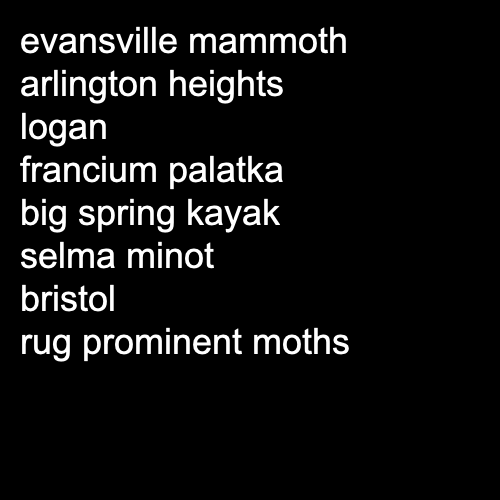 evansville mammoth
arlington heights
logan
francium palatka
big spring kayak
selma minot
bristol
rug prominent moths